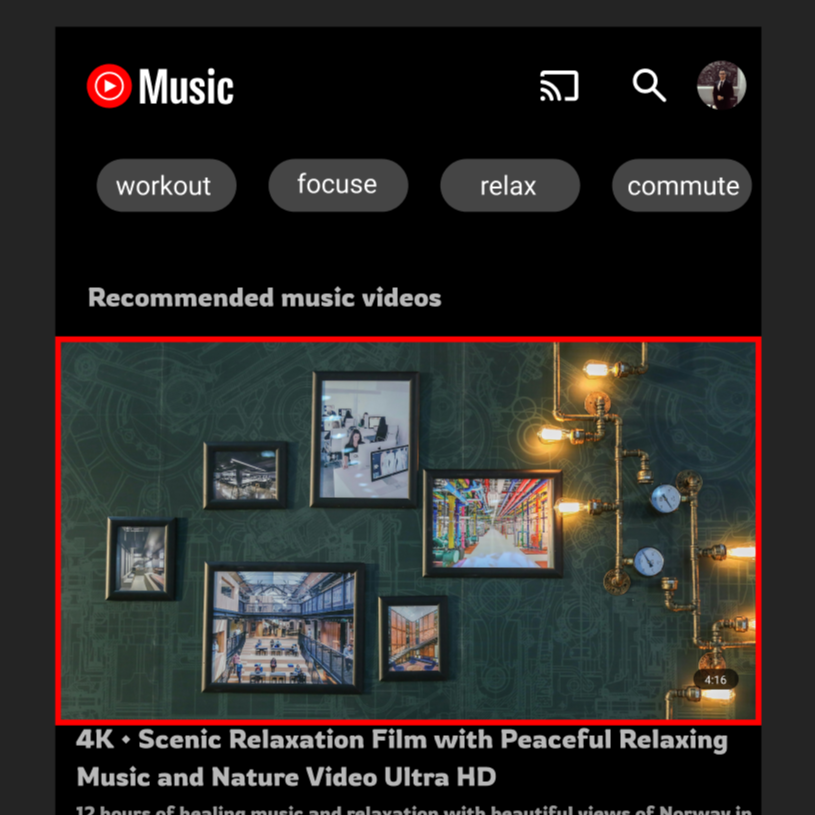 Music
workout focuse relax commute
Recommended music videos
4:16
4K • Scenic Relaxation Film with Peaceful Relaxing
Music and Nature Video Ultra HD
12 hours of healing music and relaxation with beautiful views of Norway in